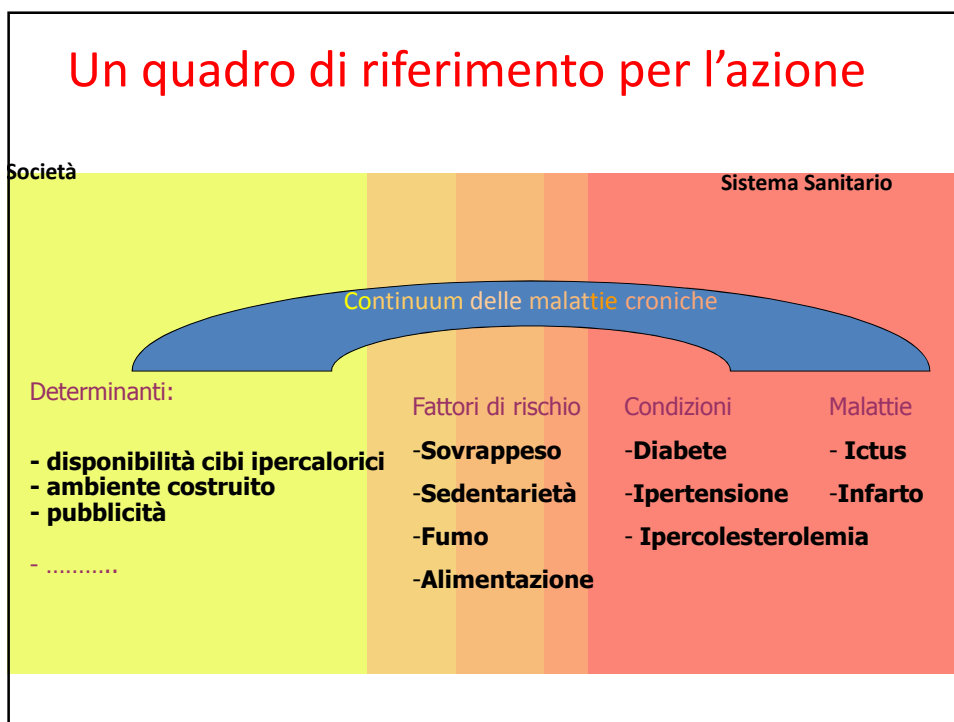 Un quadro di riferimento per l’azione
Società
Sistema Sanitario
Continuum delle malattie croniche
Determinanti:
- disponibilità cibi ipercalorici
- ambiente costruito
- pubblicità
- ………..
Fattori di rischio
-Sovrappeso
-Sedentarietà
-Fumo
-Alimentazione
Condizioni
-Diabete
-Ipertensione
- Ipercolesterolemia
Malattie
- Ictus
-Infarto